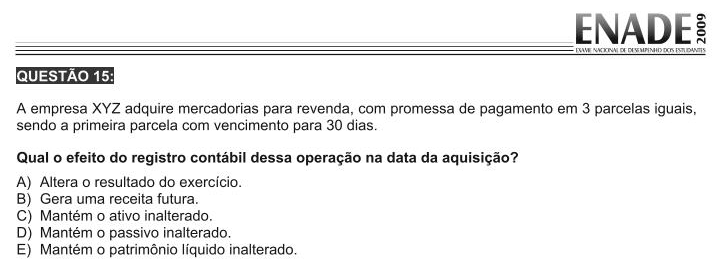 ENADE 2009
EXAME NACIONAL DE DESEMPENHO DOS ESTUDANTES
QUESTÃO 15:
A empresa XYZ adquire mercadorias para revenda, com promessa de pagamento em 3 parcelas iguais,
sendo a primeira parcela com vencimento para 30 dias.
Qual o efeito do registro contábil dessa operação na data da aquisição?
A) Altera o resultado do exercício.
B) Gera uma receita futura.
C) Mantém o ativo inalterado.
D) Mantém o passivo inalterado.
E) Mantém o patrimônio líquido inalterado.